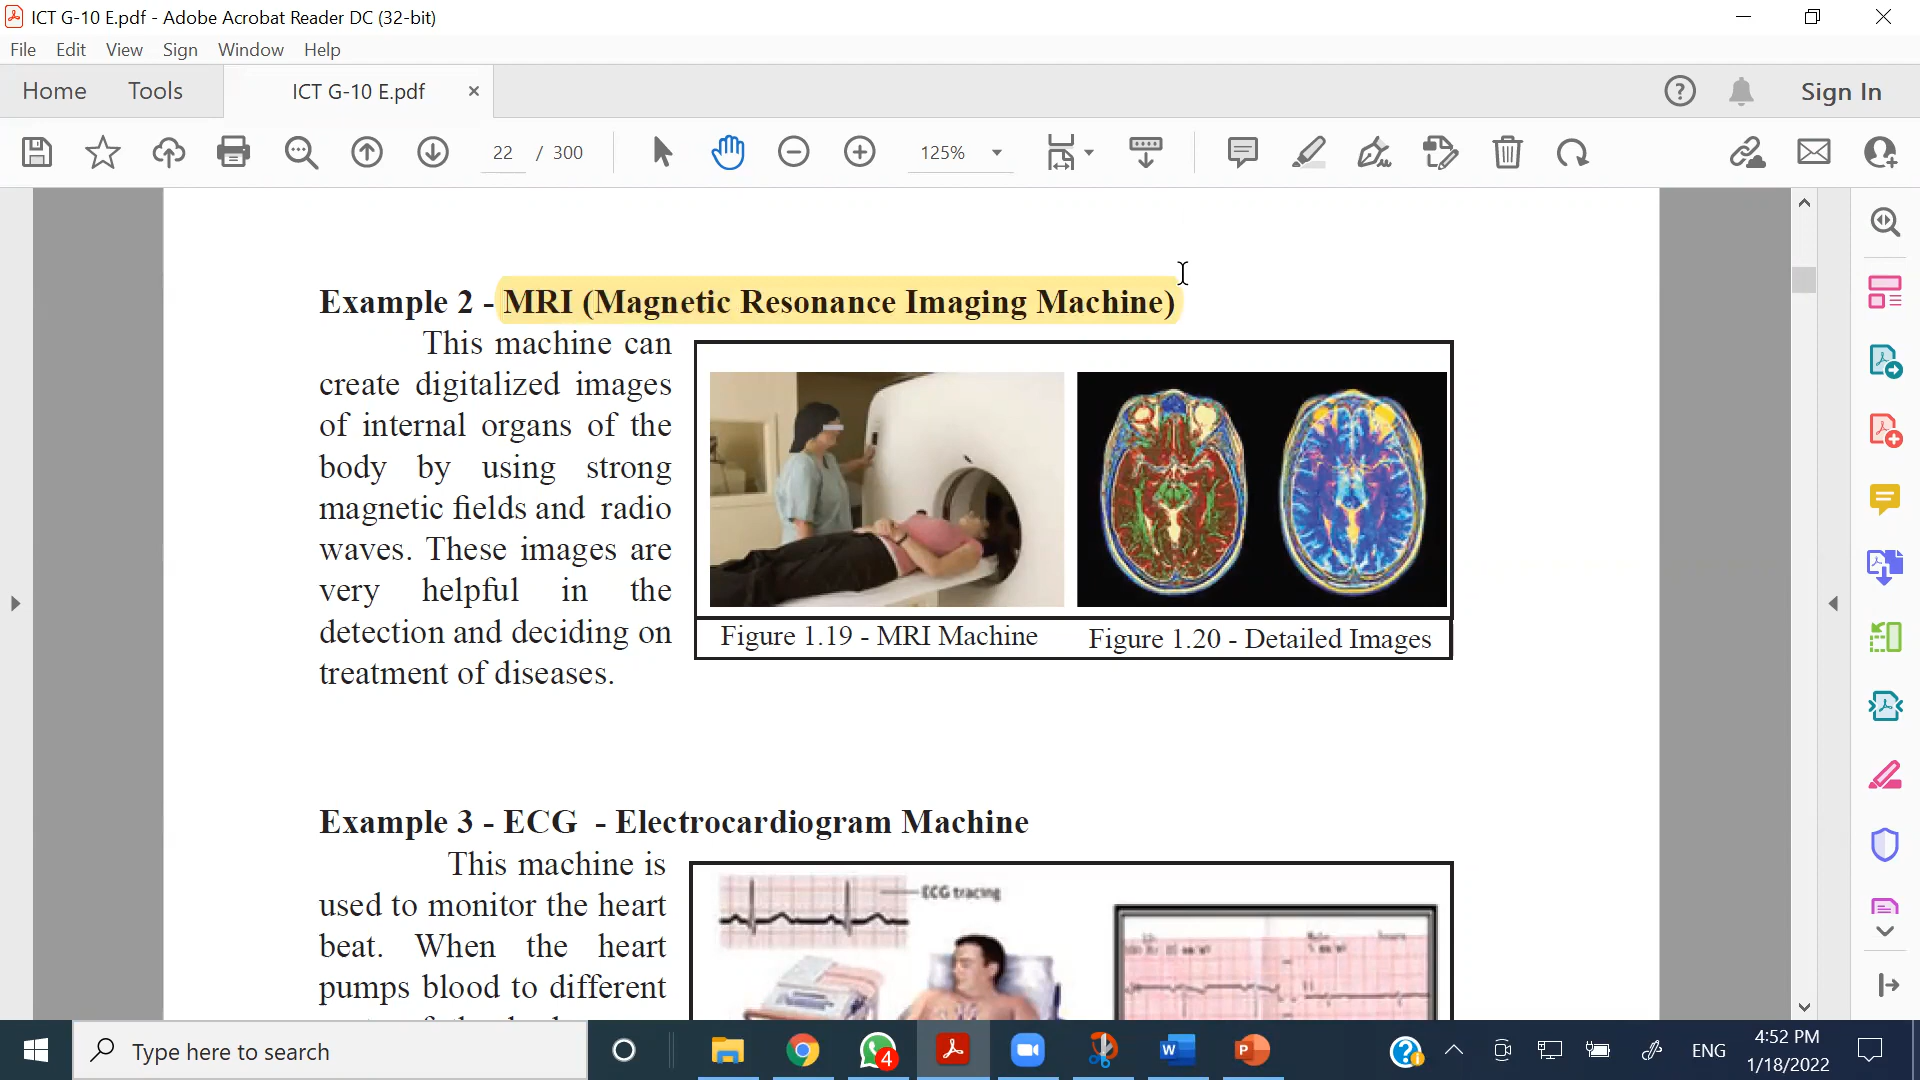 ICT G-10 E.pdf - Adobe Acrobat Reader DC (32-bit)
File Edit View Sign Window Help
Home Tools ICT G-10 E.pdf × Sign In
22 / 300 125%
Example 2 - MRI (Magnetic Resonance Imaging Machine)
This machine can
create digitalized images
of internal organs of the
body by using strong
magnetic fields and radio
waves. These images are
very helpful in the
detection and deciding on
treatment of diseases.
Figure 1.19 - MRI Machine
Figure 1.20 - Detailed Images
Example 3 - ECG - Electrocardiogram Machine
This machine is
used to monitor the heart
beat. When the heart
pumps blood to different
ECG tracing
Type here to search
4
ENG
4:52 PM
1/18/2022